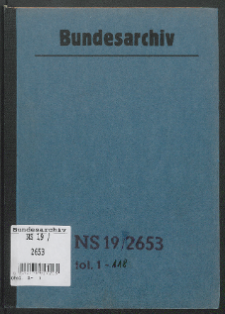 Bundesarchiv
Bundesarchiv
NS 19 /
2653
NS 19/2653
fol. 1 - 118